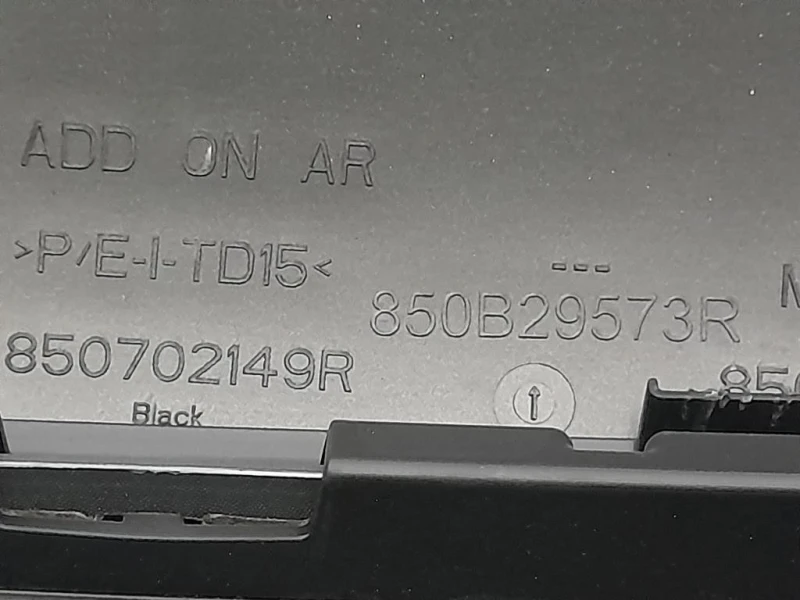 ADD ON AR
>P/E-I-TD15<
---
850B29573R
850702149R
Black